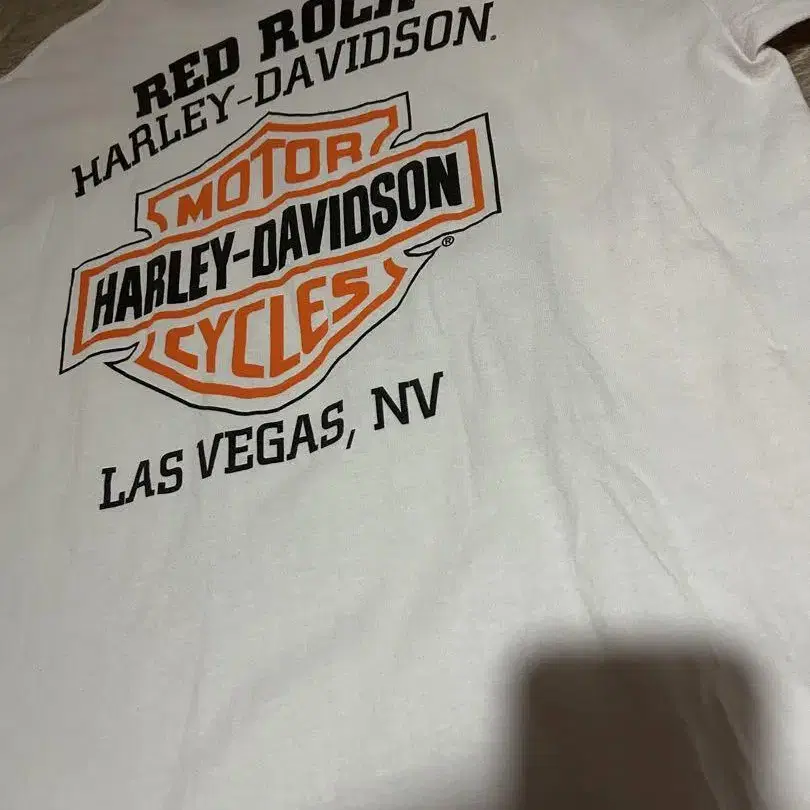 RED ROCK
HARLEY-DAVIDSON.
MOTOR
HARLEY-DAVIDSON
®
CYCLES
LAS VEGAS, NV